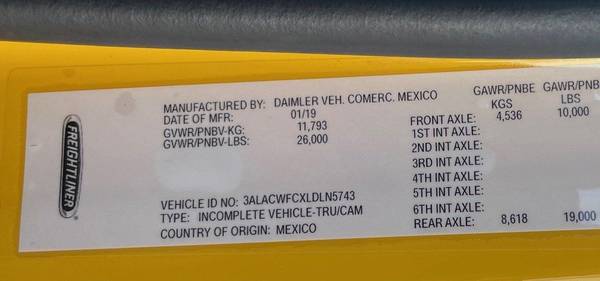 FREIGHTLINER
MANUFACTURED BY: DAIMLER VEH. COMERC. MEXICO
DATE OF MFR: 01/19
GVWR/PNBV-KG: 11,793
GVWR/PNBV-LBS: 26,000
VEHICLE ID NO: 3ALACWFCXLDLN5743
TYPE: INCOMPLETE VEHICLE-TRU/CAM
COUNTRY OF ORIGIN: MEXICO
GAWR/PNBE GAWR/PNB
KGS LBS
FRONT AXLE: 4,536 10,000
1ST INT AXLE:
2ND INT AXLE:
3RD INT AXLE:
4TH INT AXLE:
5TH INT AXLE:
6TH INT AXLE:
REAR AXLE: 8,618 19,000